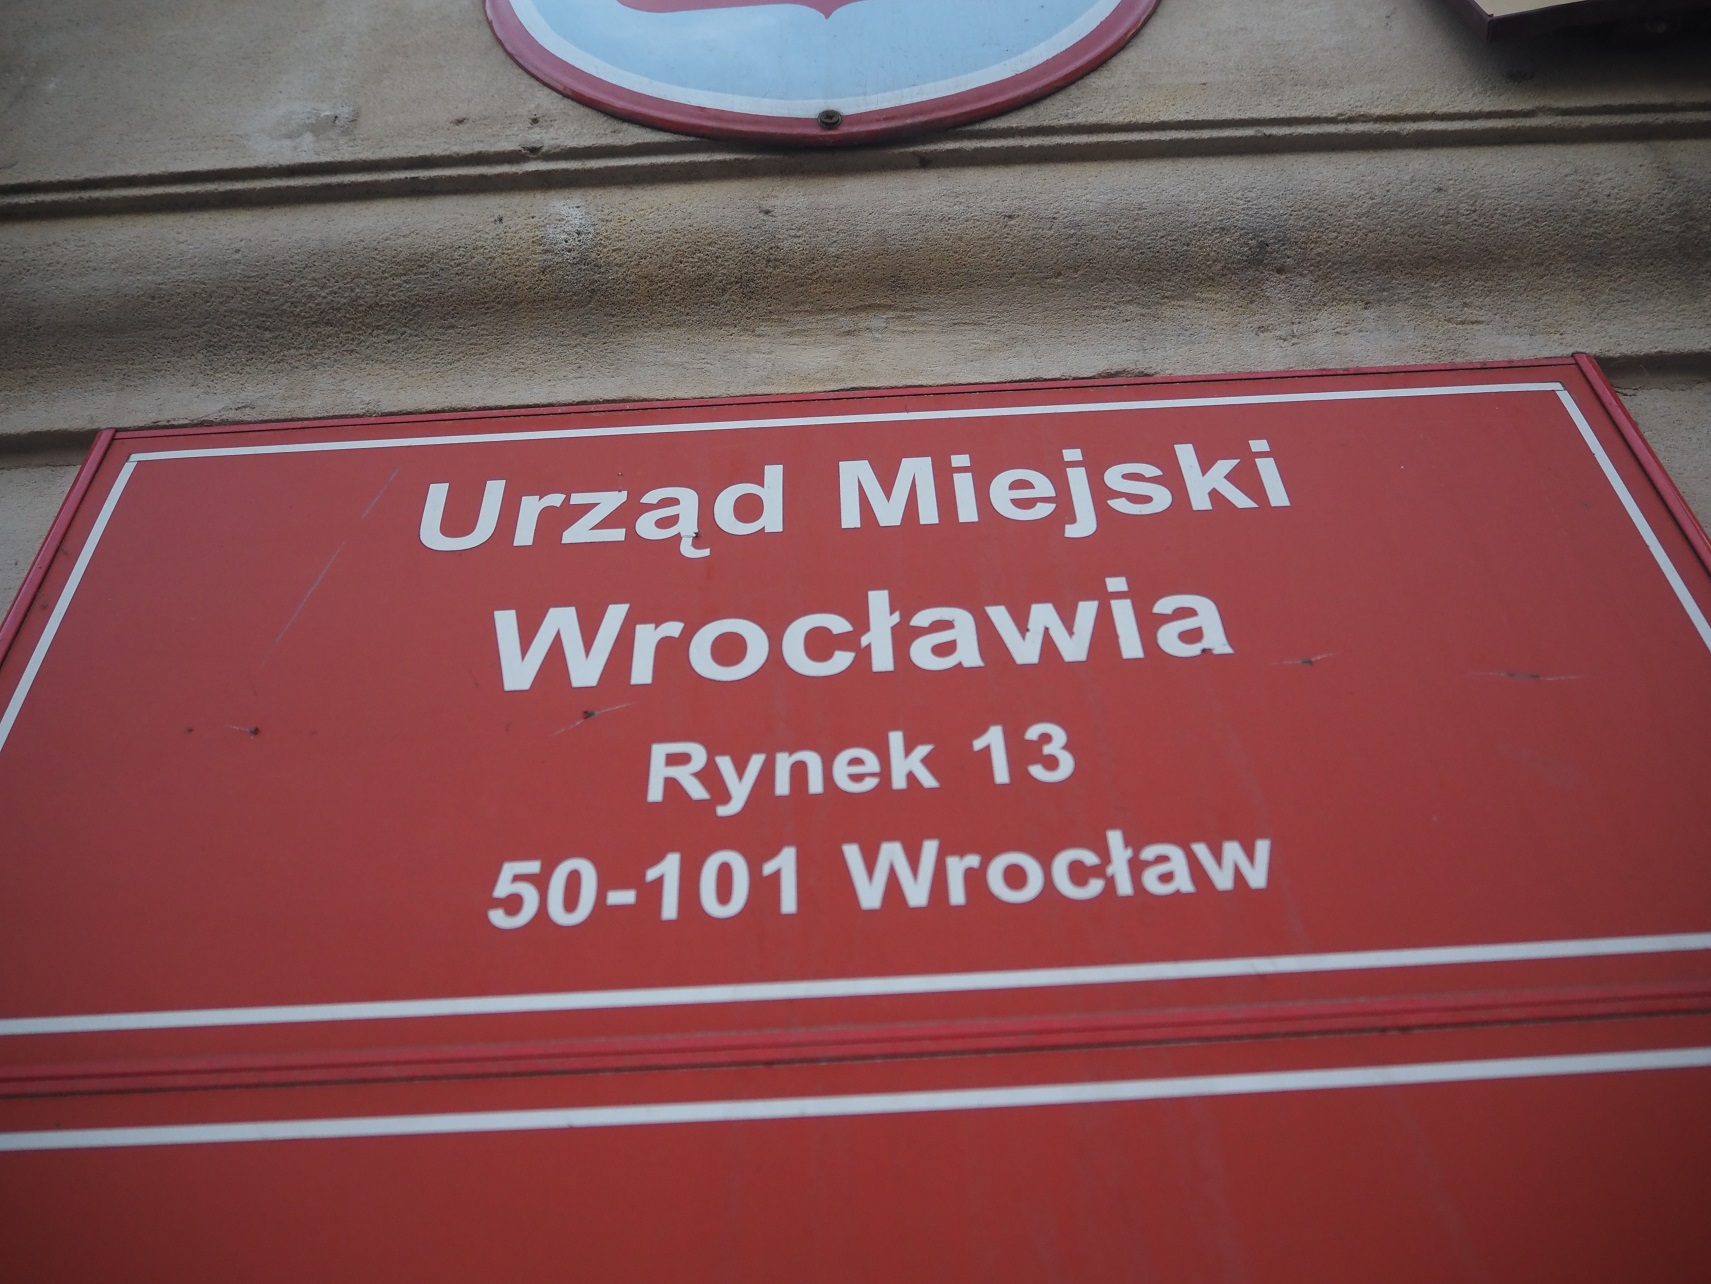 Urząd Miejski
Wrocławia
Rynek 13
50-101 Wrocław